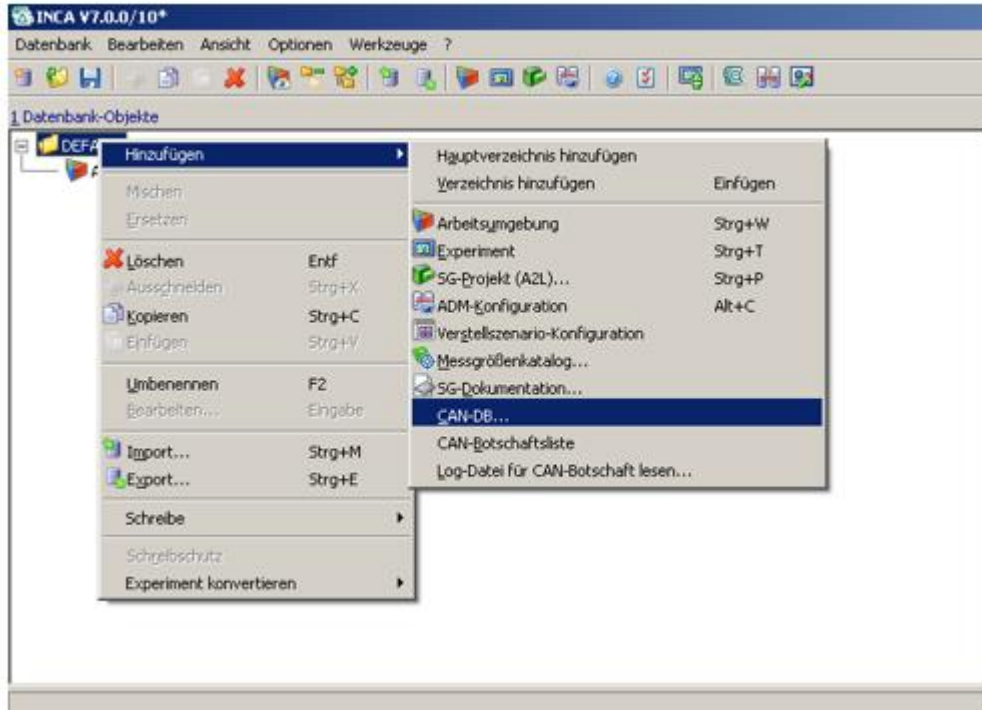 INCA V7.0.0/10*
Datenbank Bearbeiten Ansicht Optionen Werkzeuge ?
1 Datenbank-Objekte
DEFA
Hinzufügen
Mischen
Ersetzen
Löschen Entf
Ausschneiden Strg+X
Kopieren Strg+C
Einfügen Strg+V
Umbenennen F2
Bearbeiten... Eingabe
Import... Strg+M
Export... Strg+E
Schreibe
Schreibschutz
Experiment konvertieren
Hauptverzeichnis hinzufügen
Verzeichnis hinzufügen Einfügen
Arbeitsumgebung Strg+W
Experiment Strg+T
SG-Projekt (A2L)... Strg+P
ADM-Konfiguration Alt+C
Verstellszenario-Konfiguration
Messgrößenkatalog...
SG-Dokumentation...
CAN-DB...
CAN-Botschaftsliste
Log-Datei für CAN-Botschaft lesen...